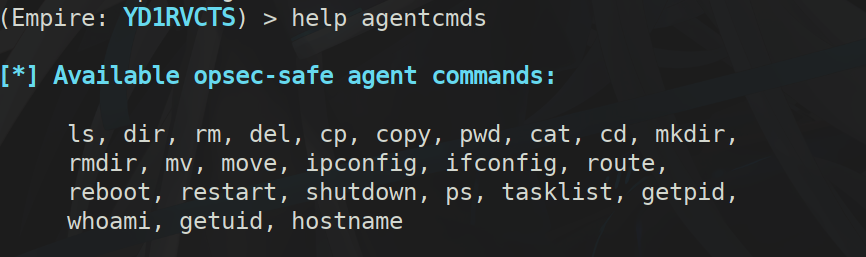 (Empire: YD1RVCTS) > help agentcmds
[*] Available opsec-safe agent commands:
ls, dir, rm, del, cp, copy, pwd, cat, cd, mkdir,
rmdir, mv, move, ipconfig, ifconfig, route,
reboot, restart, shutdown, ps, tasklist, getpid,
whoami, getuid, hostname